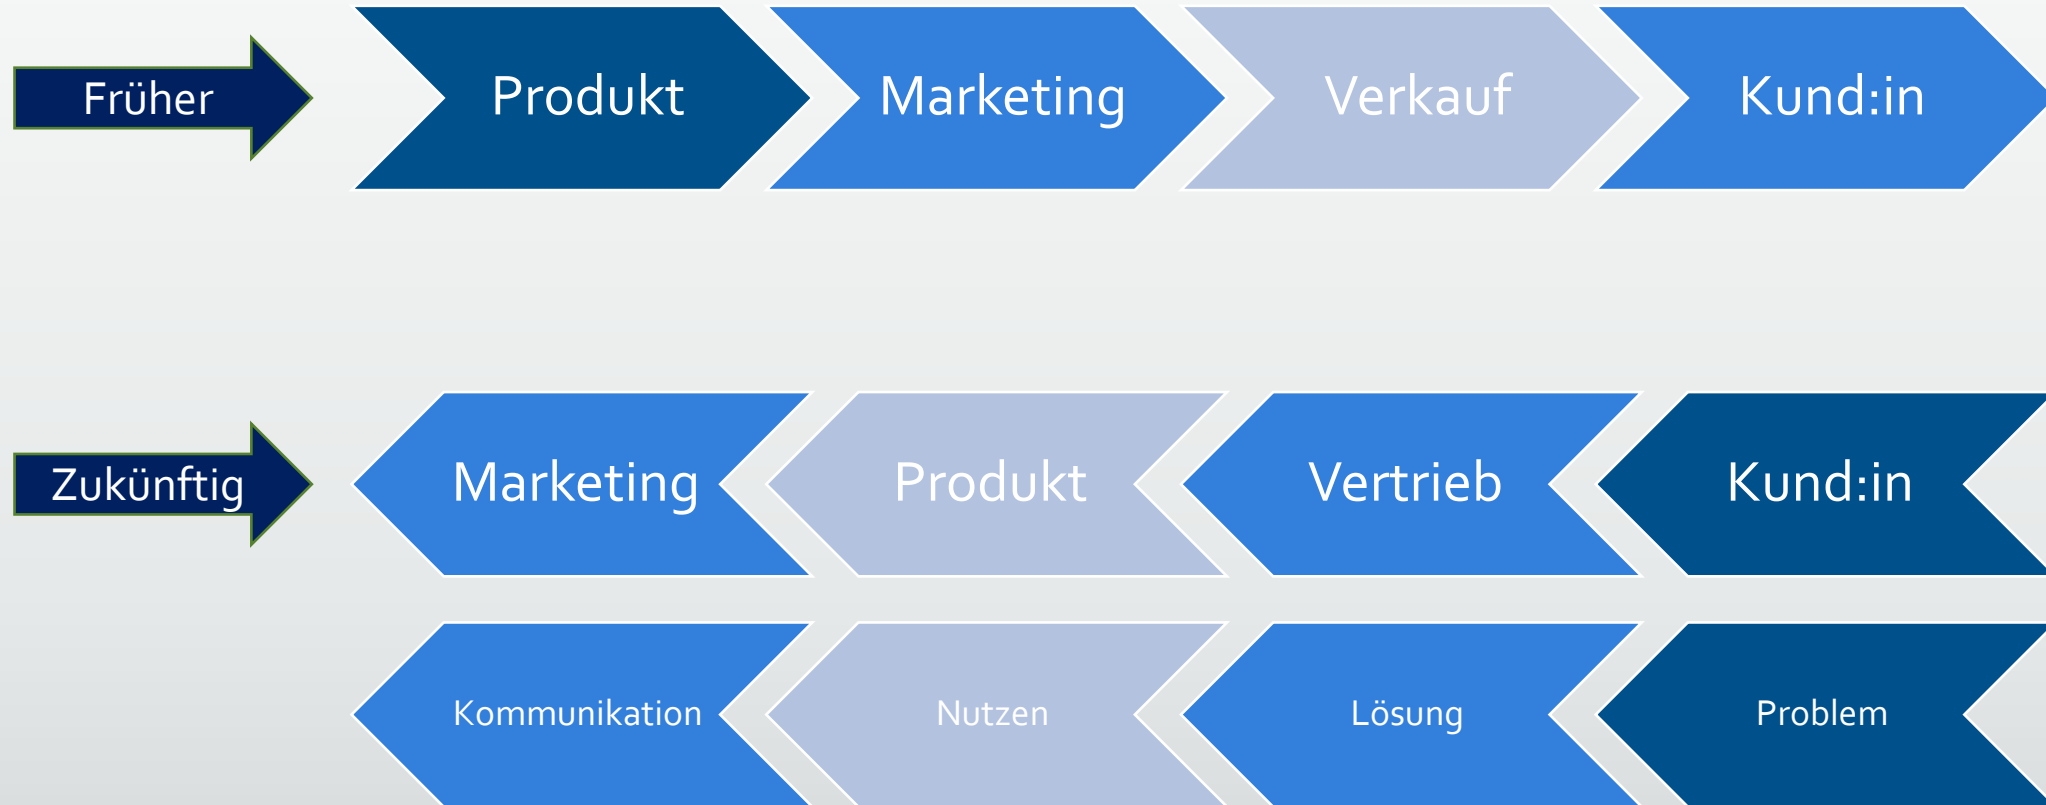 Früher
Produkt
Marketing
Verkauf
Kund:in
Zukünftig
Marketing
Produkt
Vertrieb
Kund:in
Kommunikation
Nutzen
Lösung
Problem